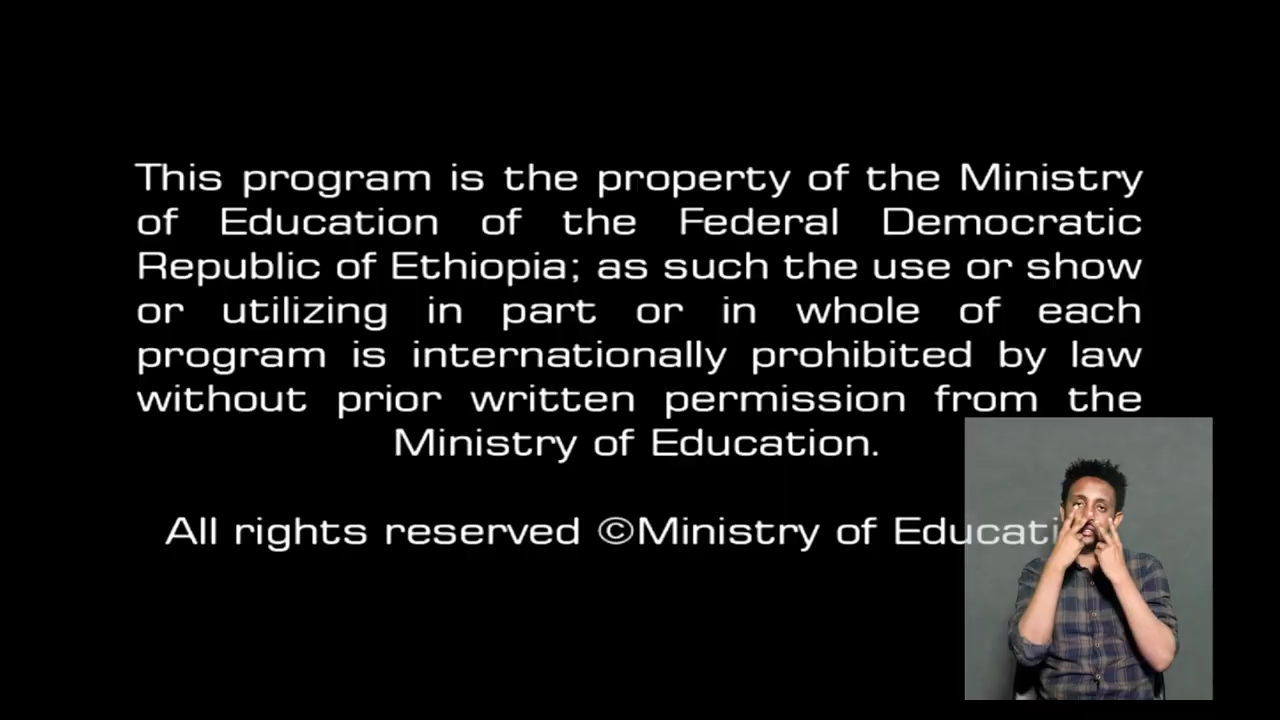 This program is the property of the Ministry
of Education of the Federal Democratic
Republic of Ethiopia; as such the use or show
or utilizing in part or in whole of each
program is internationally prohibited by law
without prior written permission from the
Ministry of Education.
All rights reserved ©Ministry of